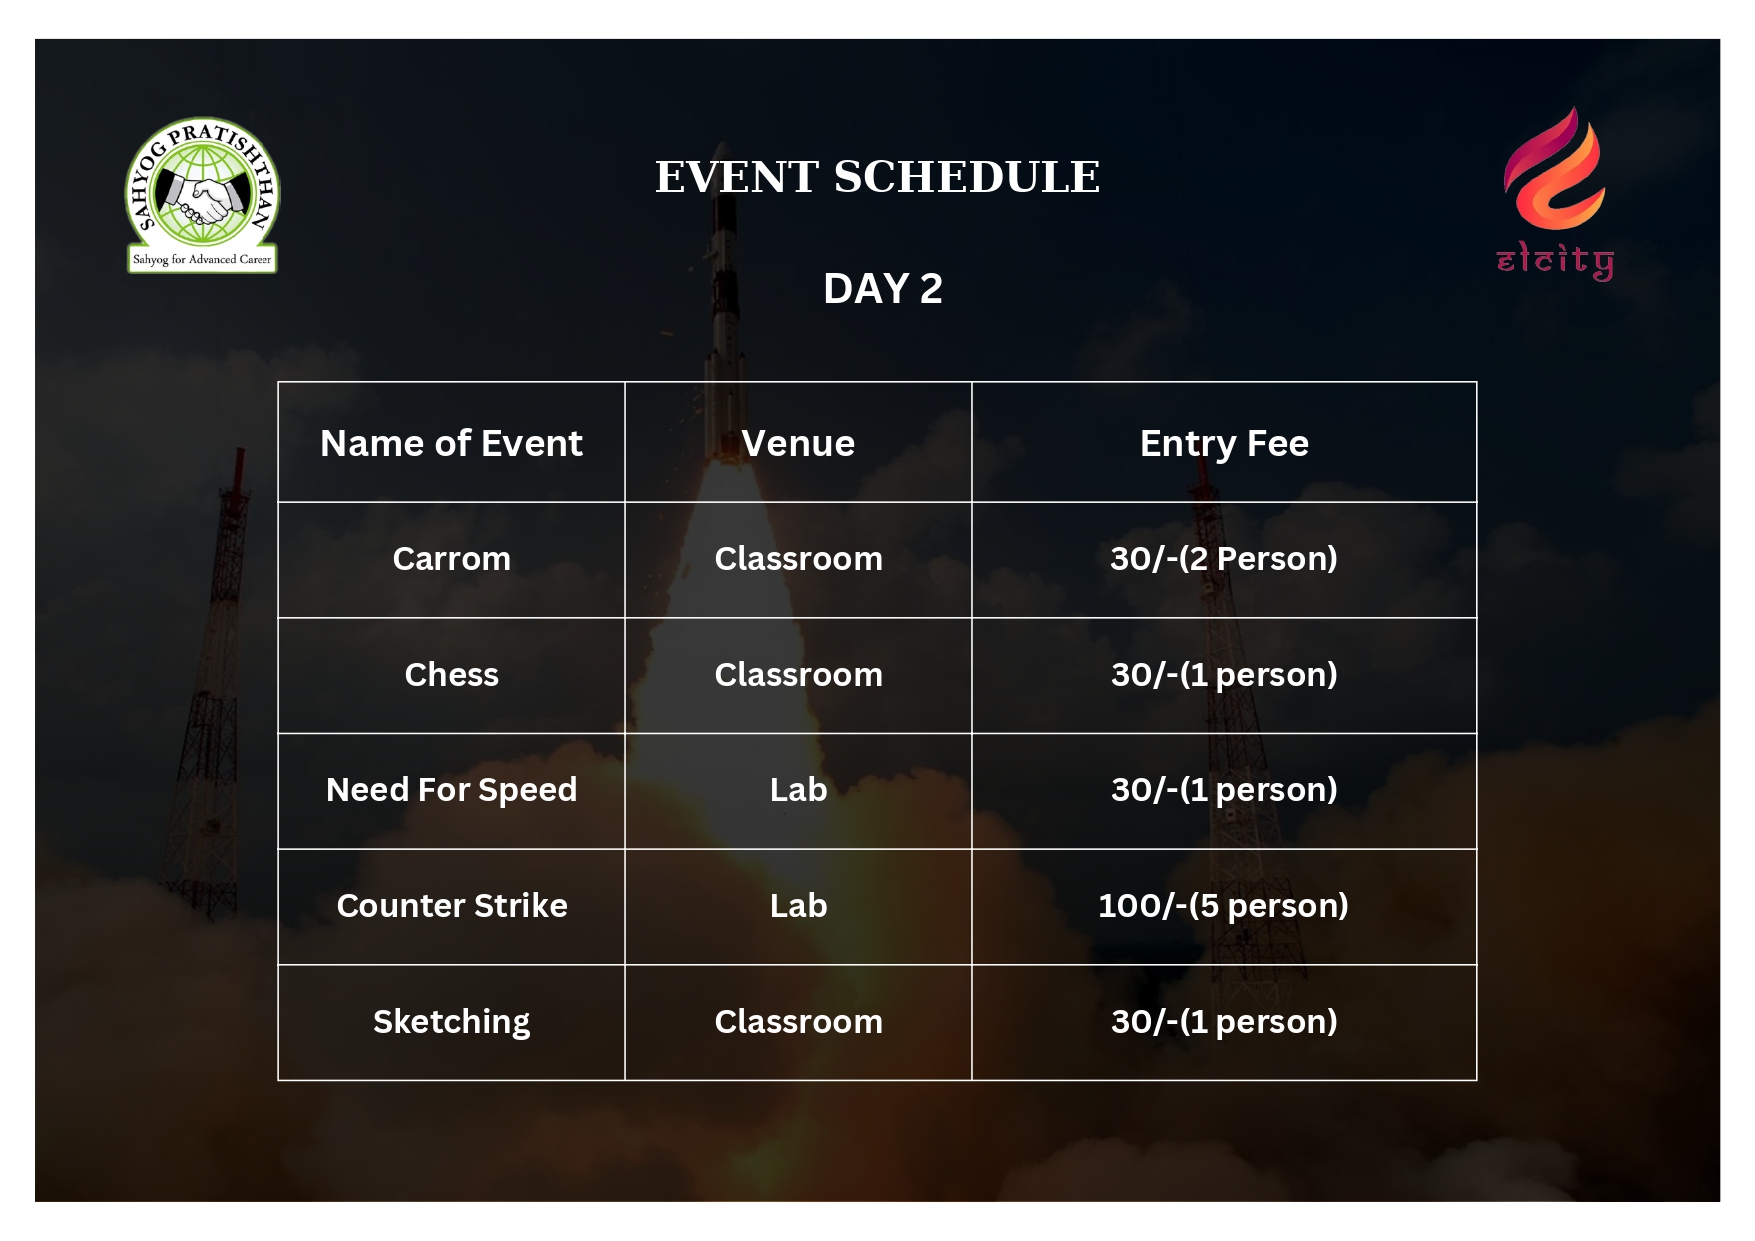 SAHYOG PRATISHTHAN
Sahyog for Advanced Career
elcity
EVENT SCHEDULE
DAY 2
Name of Event Venue Entry Fee
Carrom Classroom 30/-(2 Person)
Chess Classroom 30/-(1 person)
Need For Speed Lab 30/-(1 person)
Counter Strike Lab 100/-(5 person)
Sketching Classroom 30/-(1 person)